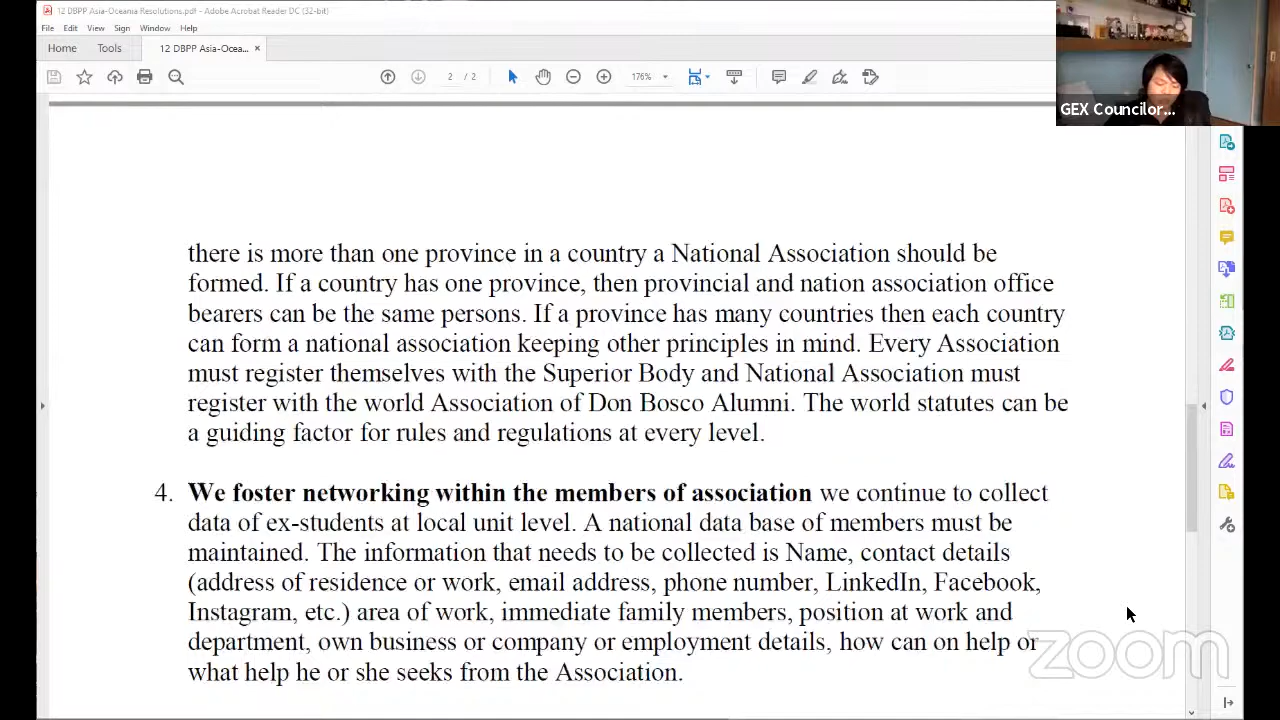 12 DBPP Asia-Oceania Resolutions.pdf - Adobe Acrobat Reader DC (32-bit)
File Edit View Sign Window Help
Home Tools 12 DBPP Asia-Ocea... ×
2 / 2 176%
GEX Councilor...
there is more than one province in a country a National Association should be
formed. If a country has one province, then provincial and nation association office
bearers can be the same persons. If a province has many countries then each country
can form a national association keeping other principles in mind. Every Association
must register themselves with the Superior Body and National Association must
register with the world Association of Don Bosco Alumni. The world statutes can be
a guiding factor for rules and regulations at every level.
4. We foster networking within the members of association we continue to collect
data of ex-students at local unit level. A national data base of members must be
maintained. The information that needs to be collected is Name, contact details
(address of residence or work, email address, phone number, LinkedIn, Facebook,
Instagram, etc.) area of work, immediate family members, position at work and
department, own business or company or employment details, how can on help or
what help he or she seeks from the Association.
zoom